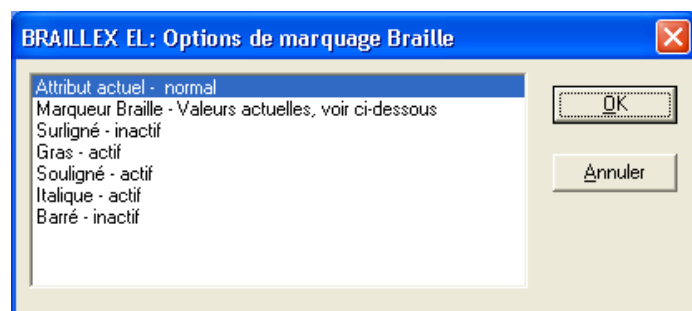 BRAILLEX EL: Options de marquage Braille
Attribut actuel - normal
Marqueur Braille - Valeurs actuelles, voir ci-dessous
Surligné - inactif
Gras - actif
Souligné - actif
Italique - actif
Barré - inactif
OK
Annuler